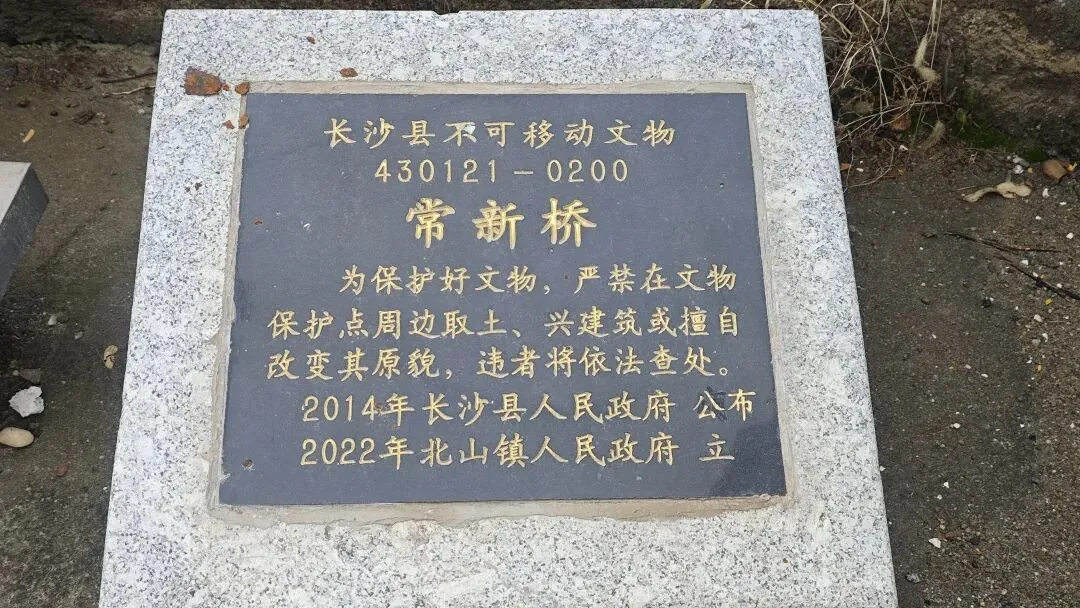 长沙县不可移动文物
430121－0200
常新桥
为保护好文物，严禁在文物
保护点周边取土、兴建筑或擅自
改变其原貌，违者将依法查处。
2014年长沙县人民政府 公布
2022年北山镇人民政府 立